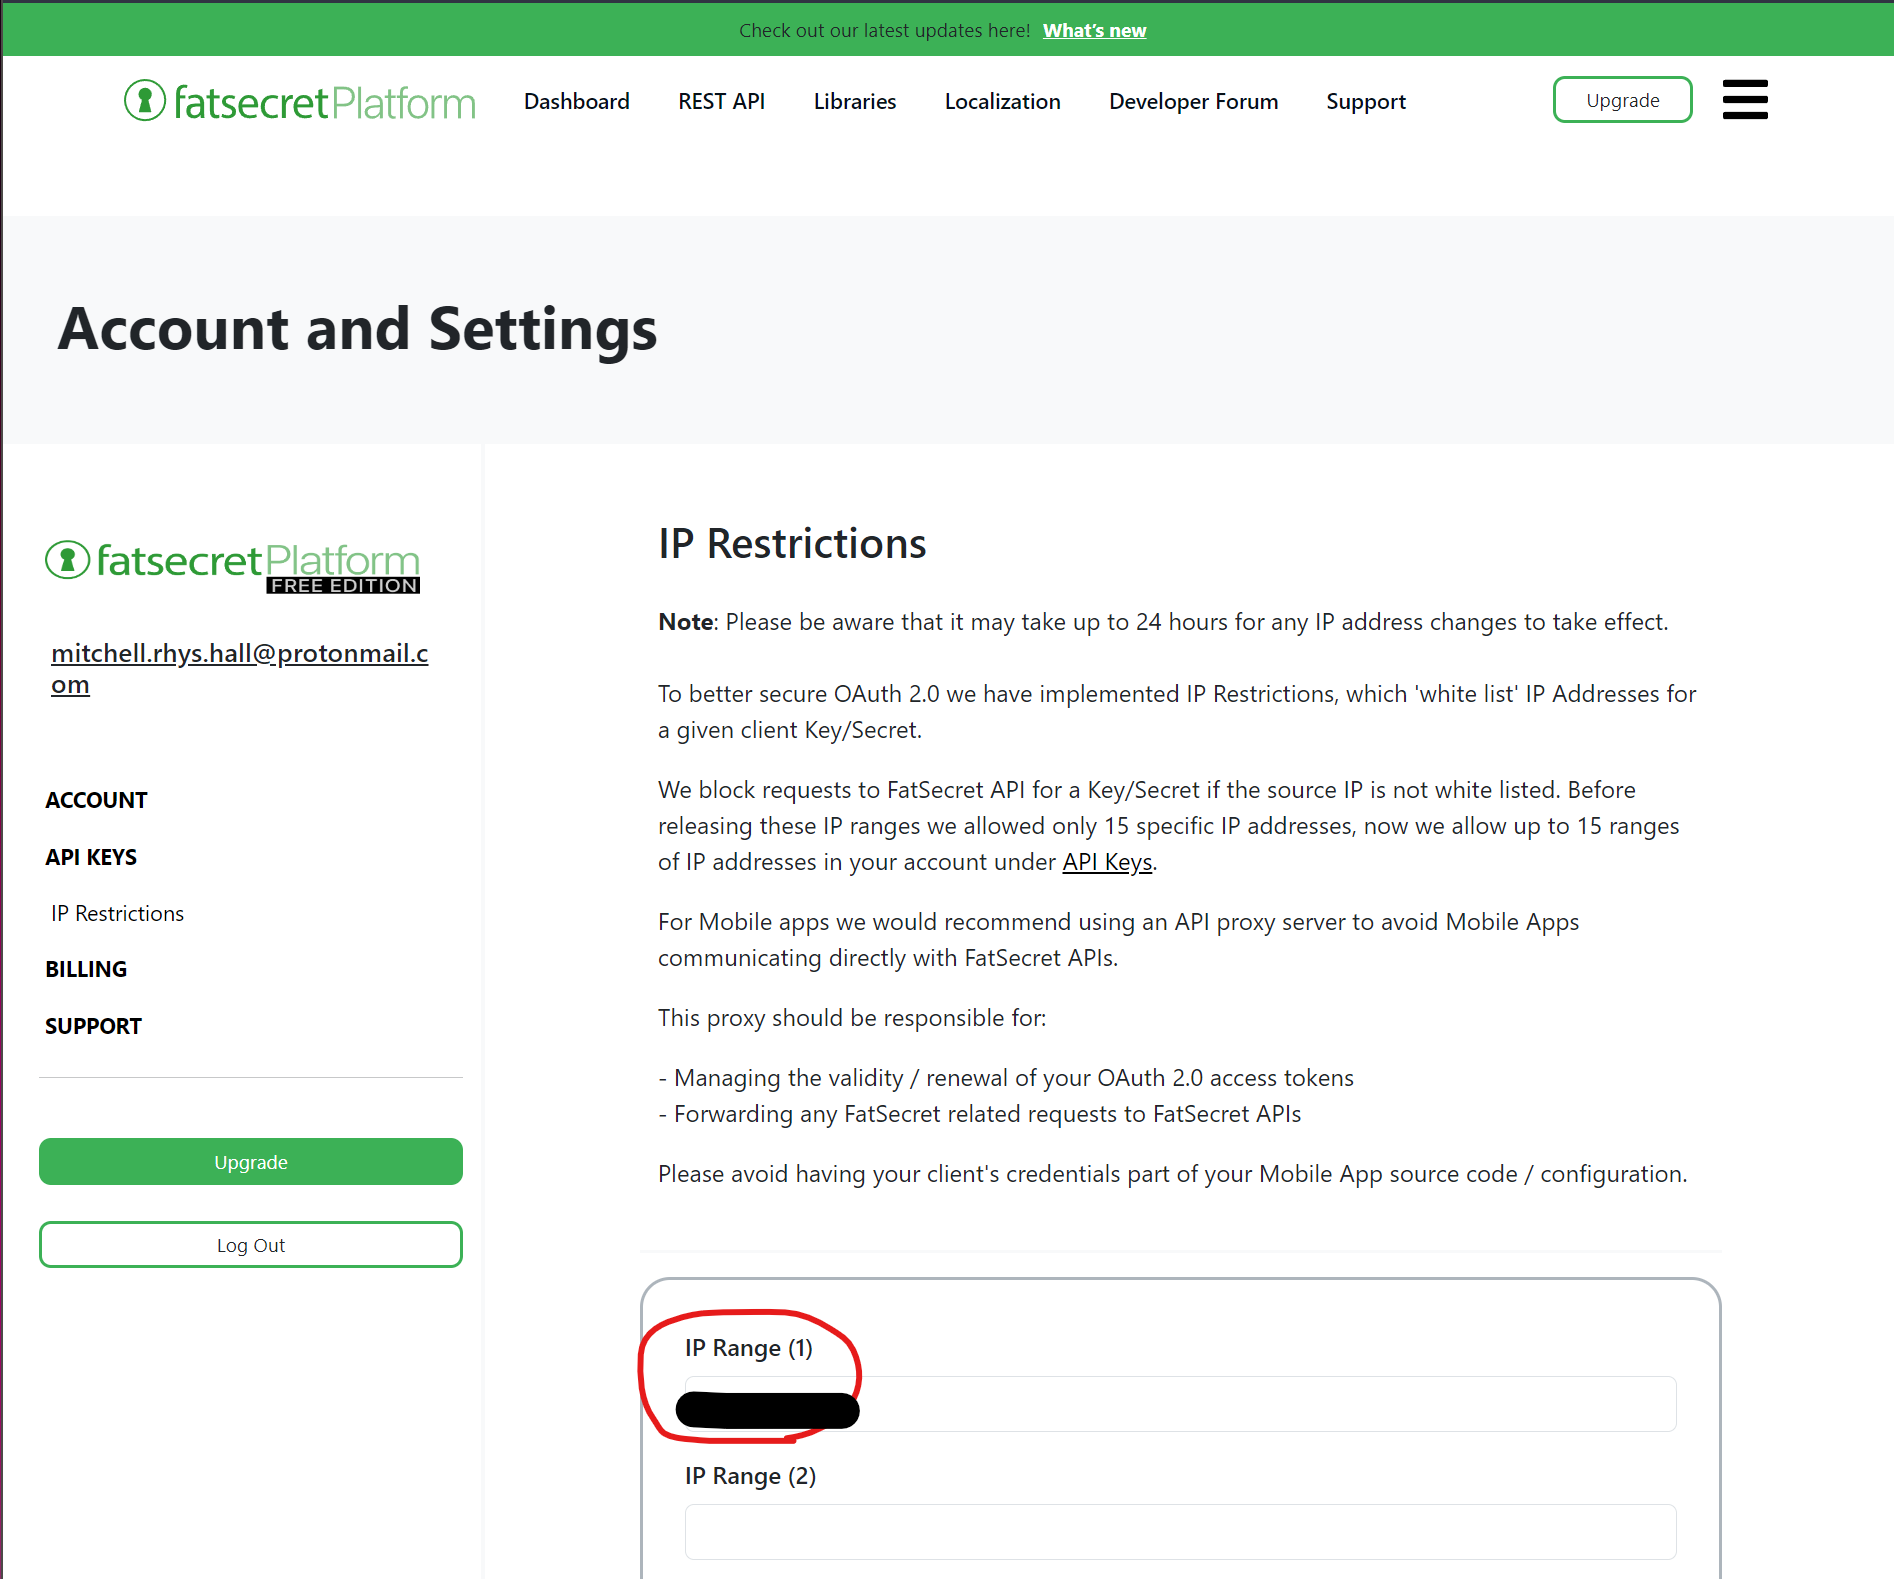 Check out our latest updates here! What's new
fatsecret Platform
Dashboard
REST API
Libraries
Localization
Developer Forum
Support
Upgrade
Account and Settings
fatsecret Platform
FREE EDITION
mitchell.rhys.hall@protonmail.c
om
ACCOUNT
API KEYS
IP Restrictions
BILLING
SUPPORT
Upgrade
Log Out
IP Restrictions
Note: Please be aware that it may take up to 24 hours for any IP address changes to take effect.
To better secure OAuth 2.0 we have implemented IP Restrictions, which 'white list' IP Addresses for
a given client Key/Secret.
We block requests to FatSecret API for a Key/Secret if the source IP is not white listed. Before
releasing these IP ranges we allowed only 15 specific IP addresses, now we allow up to 15 ranges
of IP addresses in your account under API Keys.
For Mobile apps we would recommend using an API proxy server to avoid Mobile Apps
communicating directly with FatSecret APIs.
This proxy should be responsible for:
- Managing the validity / renewal of your OAuth 2.0 access tokens
- Forwarding any FatSecret related requests to FatSecret APIs
Please avoid having your client's credentials part of your Mobile App source code / configuration.
IP Range (1)
IP Range (2)